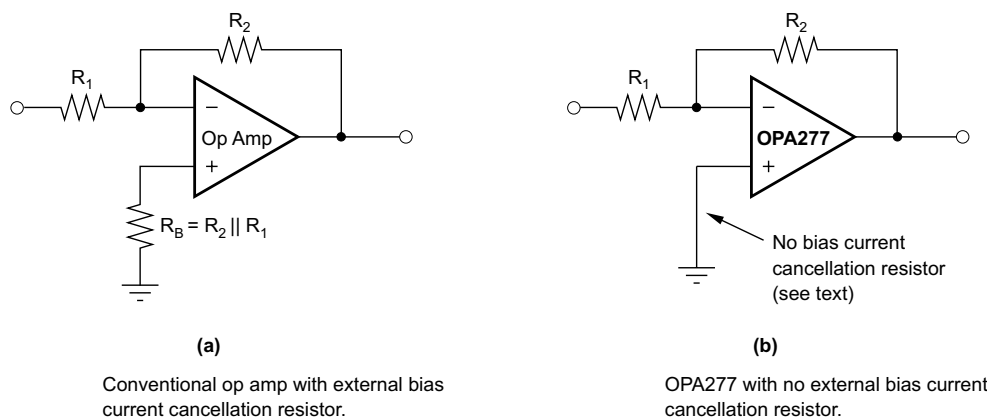 R2
R1
−
Op Amp
+
RB = R2 || R1
(a)
Conventional op amp with external bias
current cancellation resistor.
R2
R1
−
OPA277
+
No bias current
cancellation resistor
(see text)
(b)
OPA277 with no external bias current
cancellation resistor.